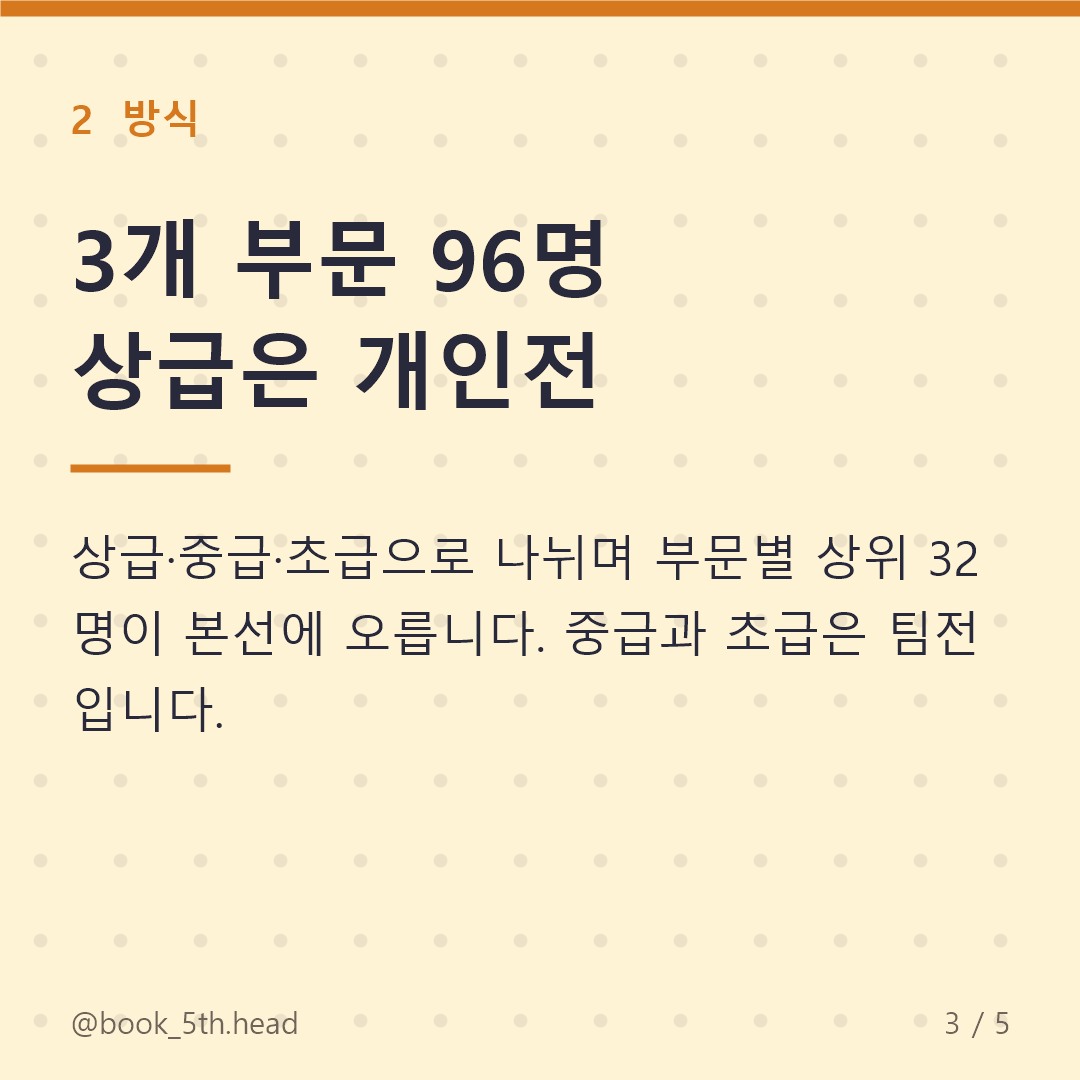 2 방식
3개 부문 96명
상급은 개인전
상급·중급·초급으로 나뉘며 부문별 상위 32
명이 본선에 오릅니다. 중급과 초급은 팀전
입니다.
@book_5th.head
3 / 5